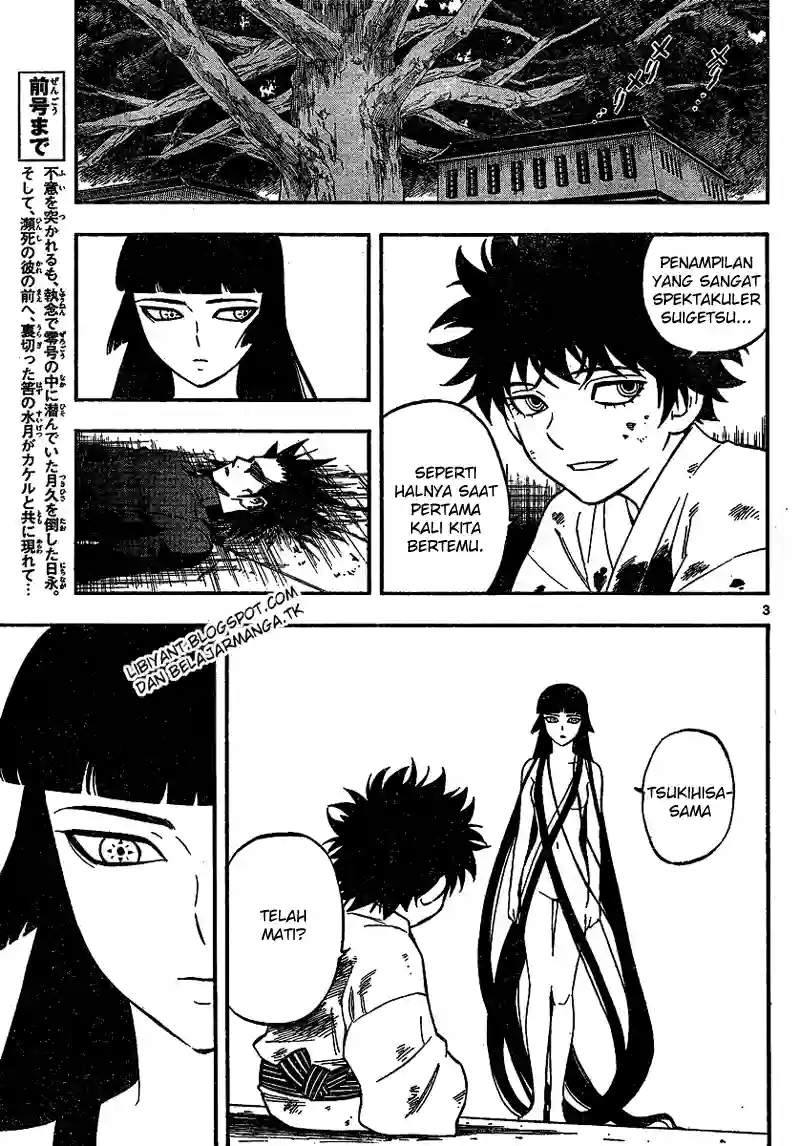 前号まで
不意を突かれるも、執念で零号の中に潜んでいた月久を倒した日永。
そして、瀕死の彼の前へ、裏切った筈の水月がカケルと共に現れて…
PENAMPILAN
YANG SANGAT
SPEKTAKULER
SUIGETSU...
SEPERTI
HALNYA SAAT
PERTAMA
KALI KITA
BERTEMU.
3
LIBIYANT.BLOGSPOT.COM
DAN BELAJARMANGA.TK
TSUKIHISA-
SAMA
TELAH
MATI?